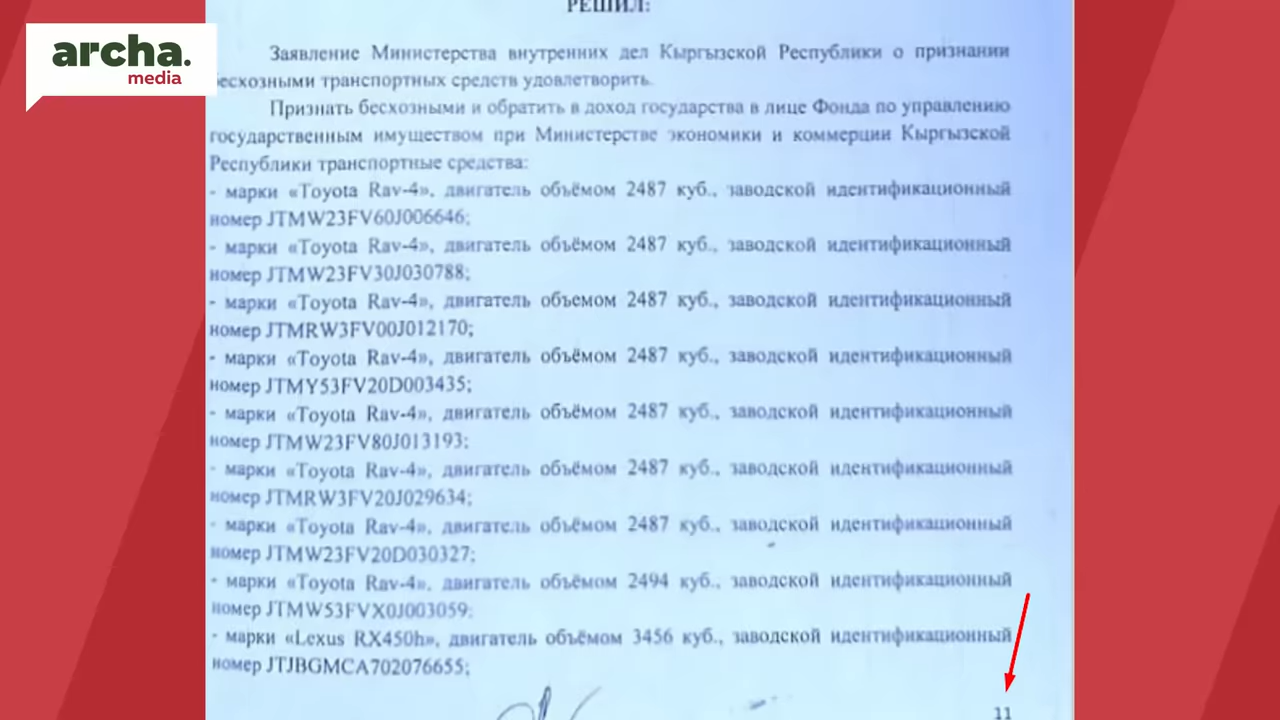 archa.
media
РЕШИЛ:
Заявление Министерства внутренних дел Кыргызской Республики о признании
бесхозными транспортных средств удовлетворить.
Признать бесхозными и обратить в доход государства в лице Фонда по управлению
государственным имуществом при Министерстве экономики и коммерции Кыргызской
Республики транспортные средства:
- марки «Toyota Rav-4», двигатель объёмом 2487 куб., заводской идентификационный
номер JTMW23FV60J006646;
- марки «Toyota Rav-4», двигатель объёмом 2487 куб., заводской идентификационный
номер JTMW23FV30J030788;
- марки «Toyota Rav-4», двигатель объемом 2487 куб., заводской идентификационный
номер JTMRW3FV00J012170;
- марки «Toyota Rav-4», двигатель объёмом 2487 куб., заводской идентификационный
номер JTMY53FV20D003435;
- марки «Toyota Rav-4», двигатель объёмом 2487 куб., заводской идентификационный
номер JTMW23FV80J013193;
- марки «Toyota Rav-4», двигатель объёмом 2487 куб., заводской идентификационный
номер JTMRW3FV20J029634;
- марки «Toyota Rav-4», двигатель объёмом 2487 куб., заводской идентификационный
номер JTMW23FV20D030327;
- марки «Toyota Rav-4», двигатель объёмом 2494 куб., заводской идентификационный
номер JTMW53FVX0J003059:
- марки «Lexus RX450h», двигатель объёмом 3456 куб., заводской идентификационный
номер JTJBGMCA702076655;
11